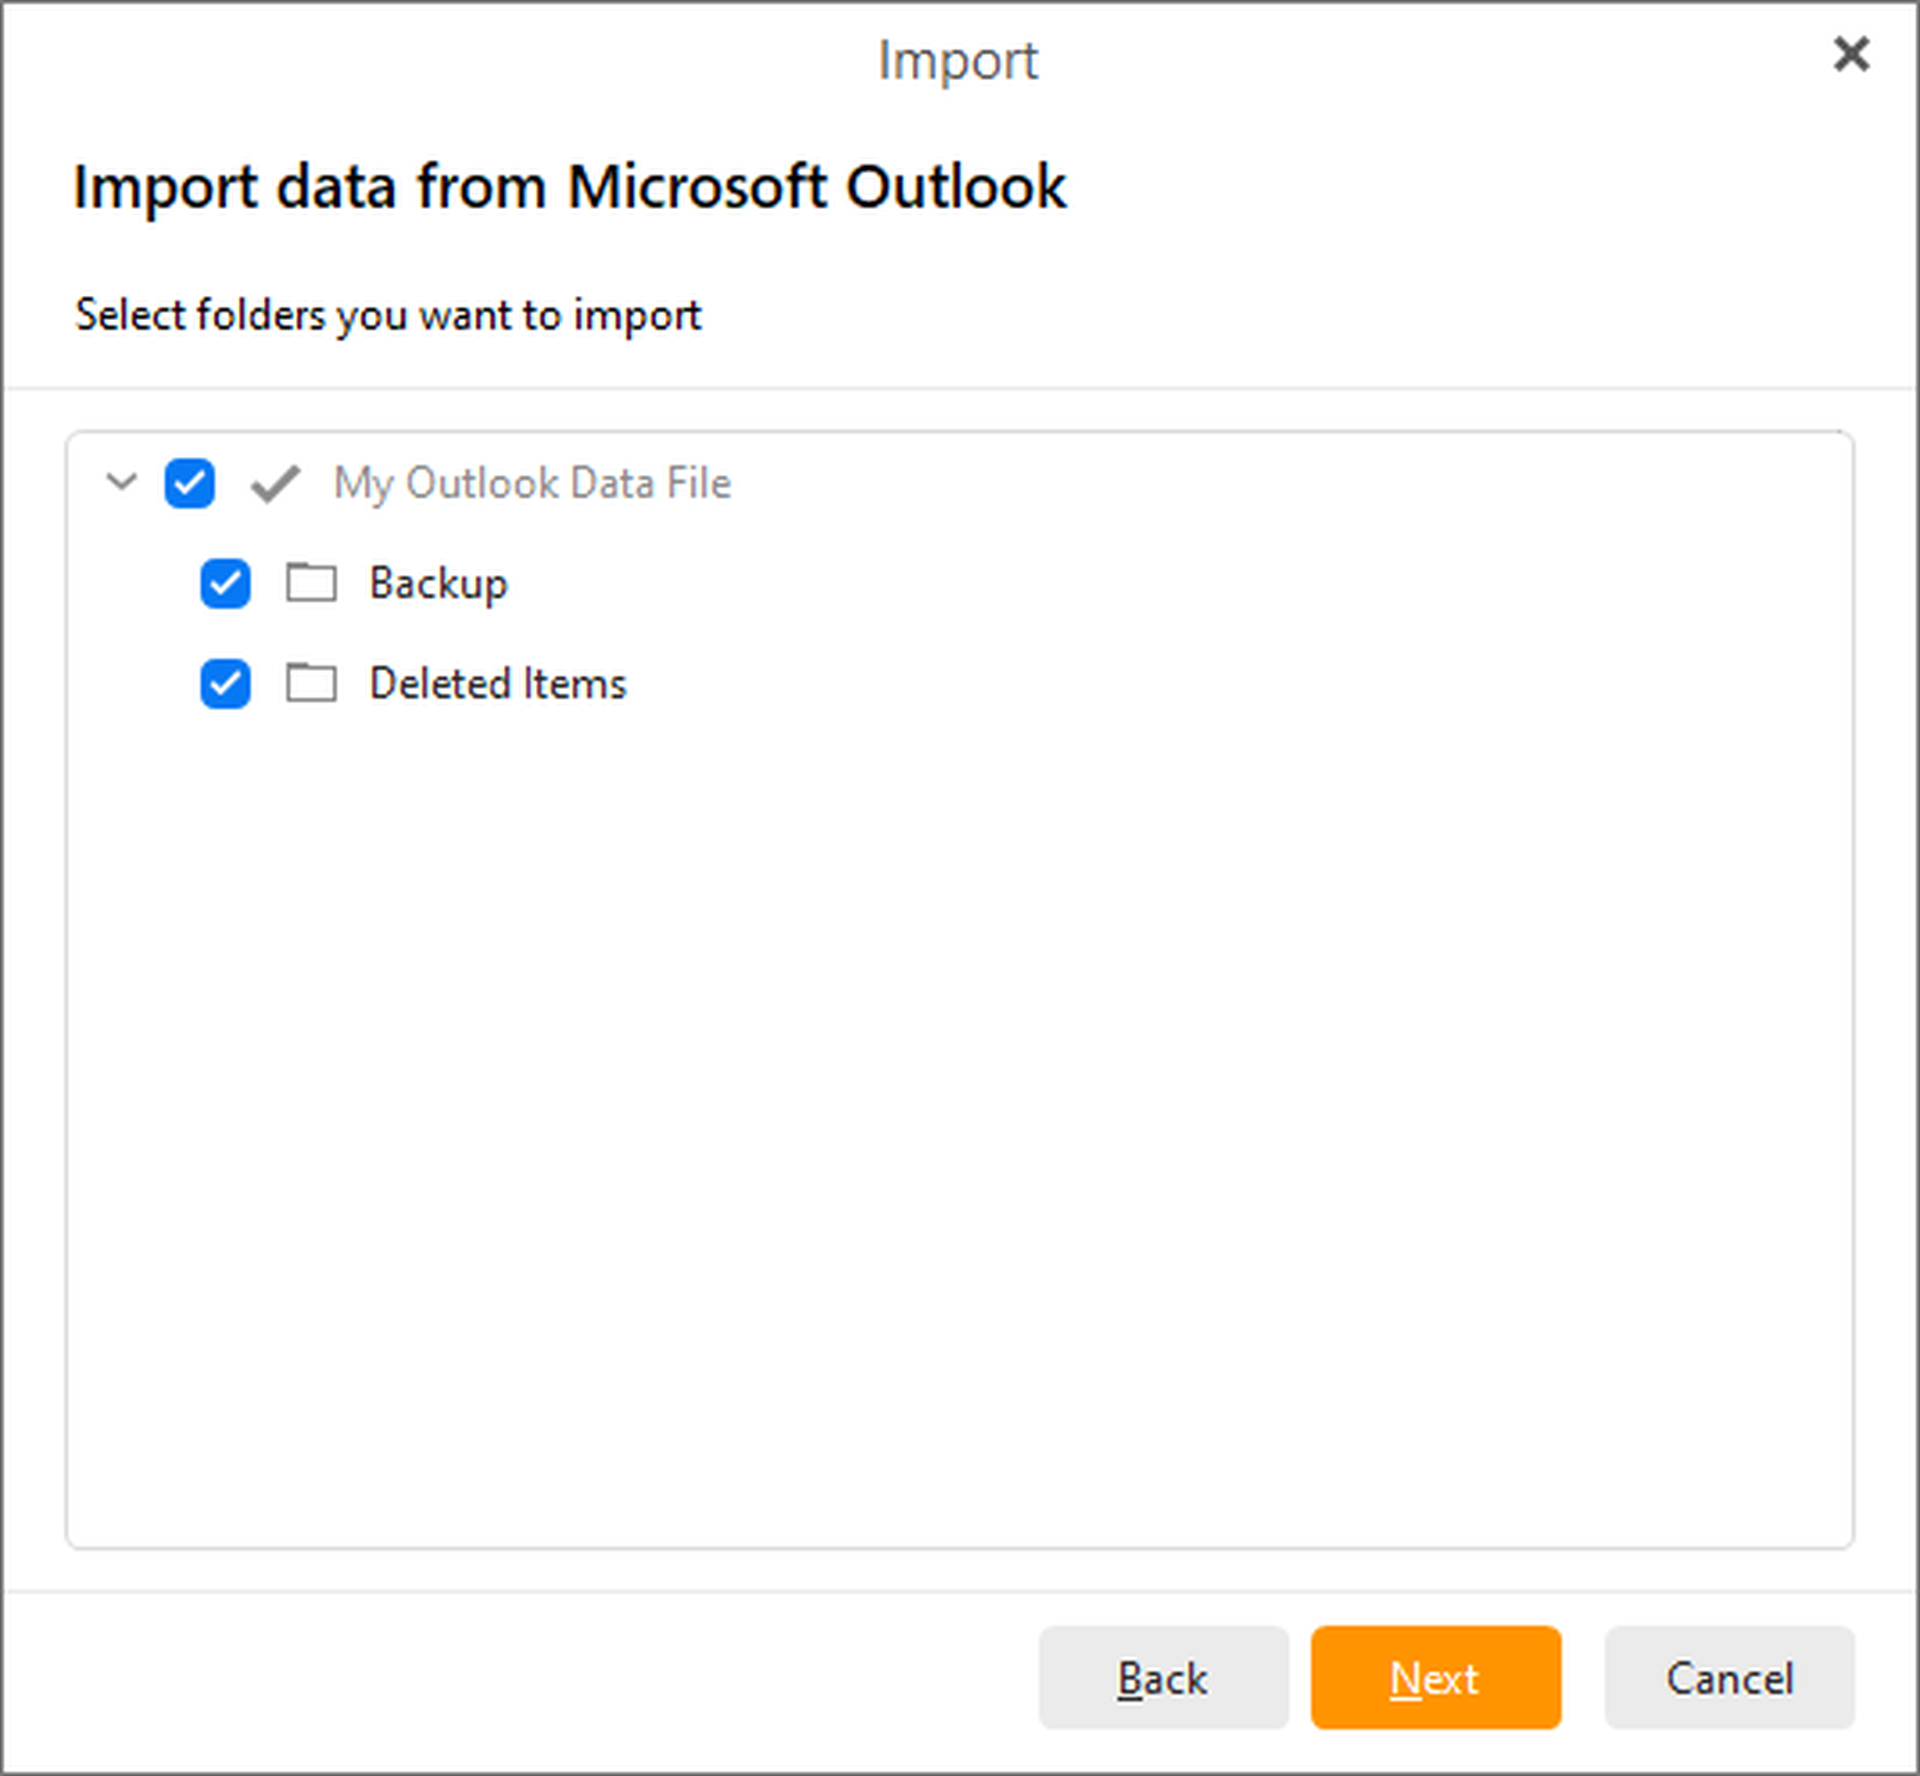 Import
Import data from Microsoft Outlook
Select folders you want to import
My Outlook Data File
Backup
Deleted Items
Back Next Cancel